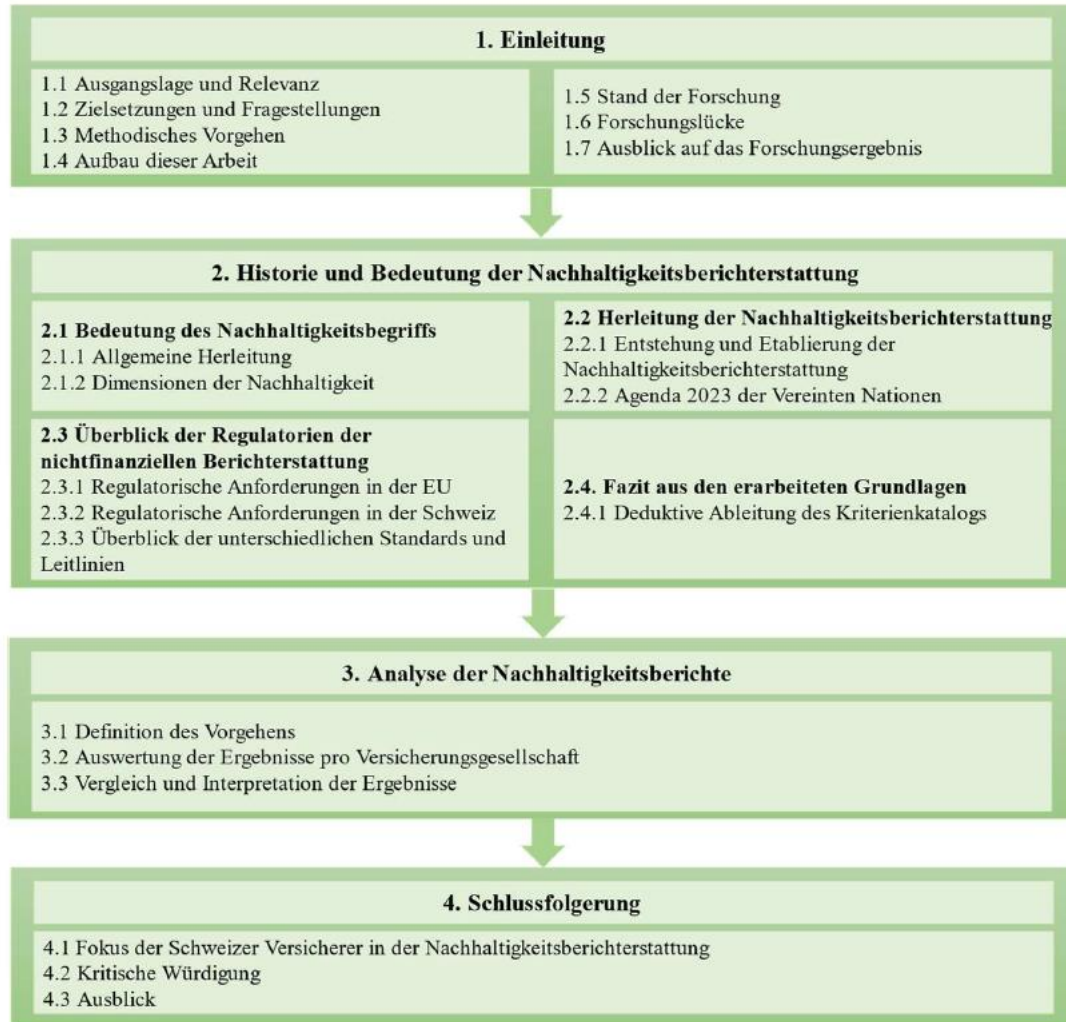 1. Einleitung
1.1 Ausgangslage und Relevanz
1.2 Zielsetzungen und Fragestellungen
1.3 Methodisches Vorgehen
1.4 Aufbau dieser Arbeit
1.5 Stand der Forschung
1.6 Forschungslücke
1.7 Ausblick auf das Forschungsergebnis
2. Historie und Bedeutung der Nachhaltigkeitsberichterstattung
2.1 Bedeutung des Nachhaltigkeitsbegriffs
2.1.1 Allgemeine Herleitung
2.1.2 Dimensionen der Nachhaltigkeit
2.2 Herleitung der Nachhaltigkeitsberichterstattung
2.2.1 Entstehung und Etablierung der
Nachhaltigkeitsberichterstattung
2.2.2 Agenda 2023 der Vereinten Nationen
2.3 Überblick der Regulatorien der
nichtfinanziellen Berichterstattung
2.3.1 Regulatorische Anforderungen in der EU
2.3.2 Regulatorische Anforderungen in der Schweiz
2.3.3 Überblick der unterschiedlichen Standards und
Leitlinien
2.4. Fazit aus den erarbeiteten Grundlagen
2.4.1 Deduktive Ableitung des Kriterienkatalogs
3. Analyse der Nachhaltigkeitsberichte
3.1 Definition des Vorgehens
3.2 Auswertung der Ergebnisse pro Versicherungsgesellschaft
3.3 Vergleich und Interpretation der Ergebnisse
4. Schlussfolgerung
4.1 Fokus der Schweizer Versicherer in der Nachhaltigkeitsberichterstattung
4.2 Kritische Würdigung
4.3 Ausblick